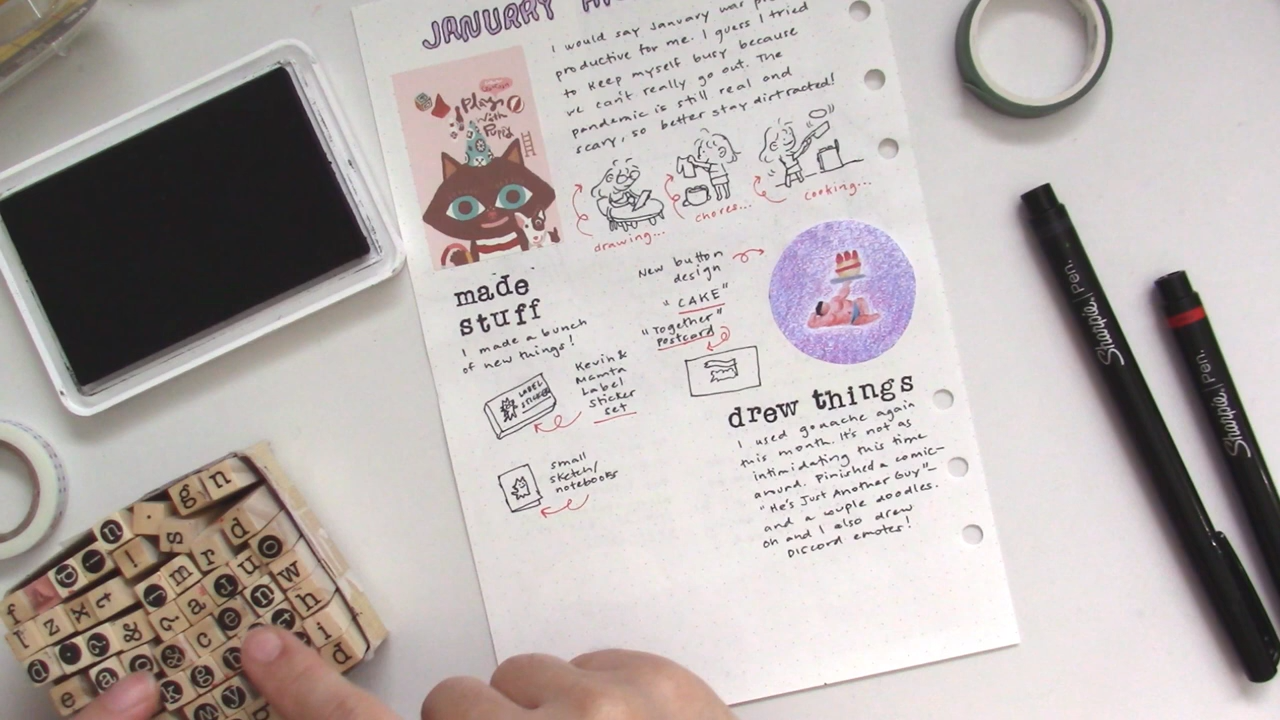 JANUARY
I would say January was
productive for me. I guess I tried
to keep myself busy because
we can't really go out. The
pandemic is still real and
scary, so better stay dirtracted!
Play
with
Puppy
drawing...
chores...
cooking...
made
stuff
I made a bunch
of new things!
LABEL
STICKER
Kevin &
Mamta
Label
Sticker
set
small
sketch/
notebooks
New button
design
"CAKE"
"Together"
Postcard
drew things
I used gouache again
this month. It's not as
intimidating this time
around. Finished a comic—
"He's Just Another Guy"—
and a couple doodles.
oh and I also drew
Discord emotes!
Sharpie. | Pen.
Sharpie. | Pen.
g n
n s d o
i ! r u w
d m a n h
f c e i
l z x t d
e a k g y